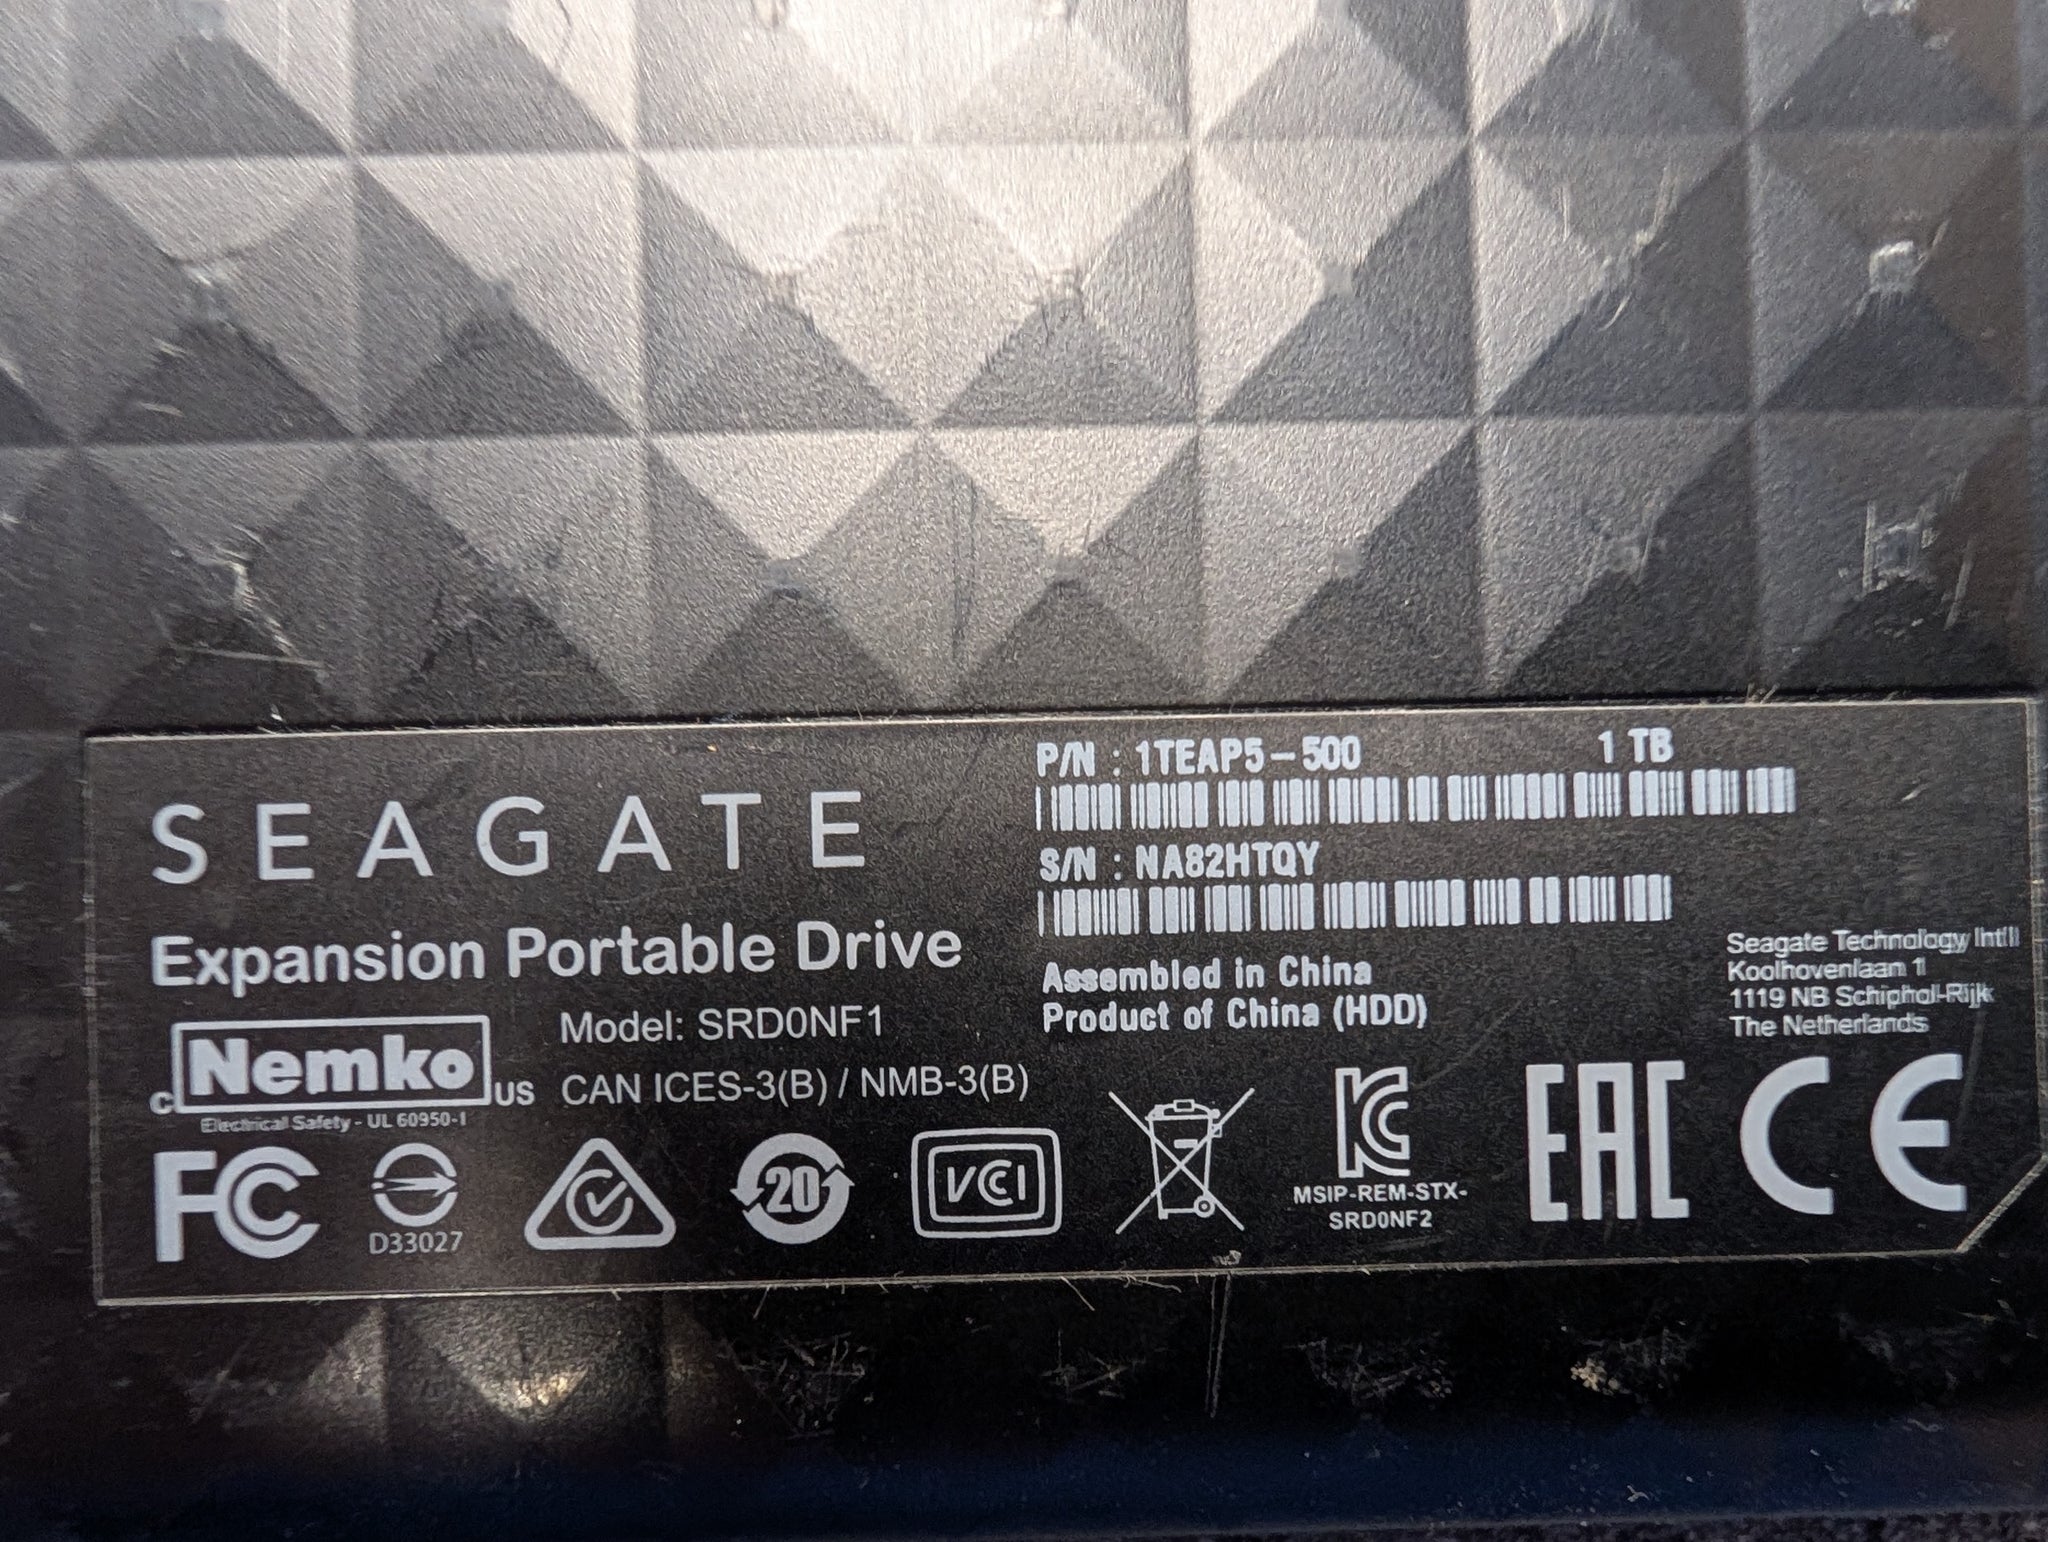 P/N : 1TEAP5-500 1 TB
SEAGATE
S/N : NA82HTQY
Expansion Portable Drive
Assembled in China
Product of China (HDD)
Seagate Technology Int'l
Koolhovenlaan 1
1119 NB Schiphol-Rijk
The Netherlands
Model: SRD0NF1
c Nemko US
CAN ICES-3(B) / NMB-3(B)
Electrical Safety - UL 60950-1
FC
D33027
20
VCI
KC
MSIP-REM-STX-
SRD0NF2
EAC
CE